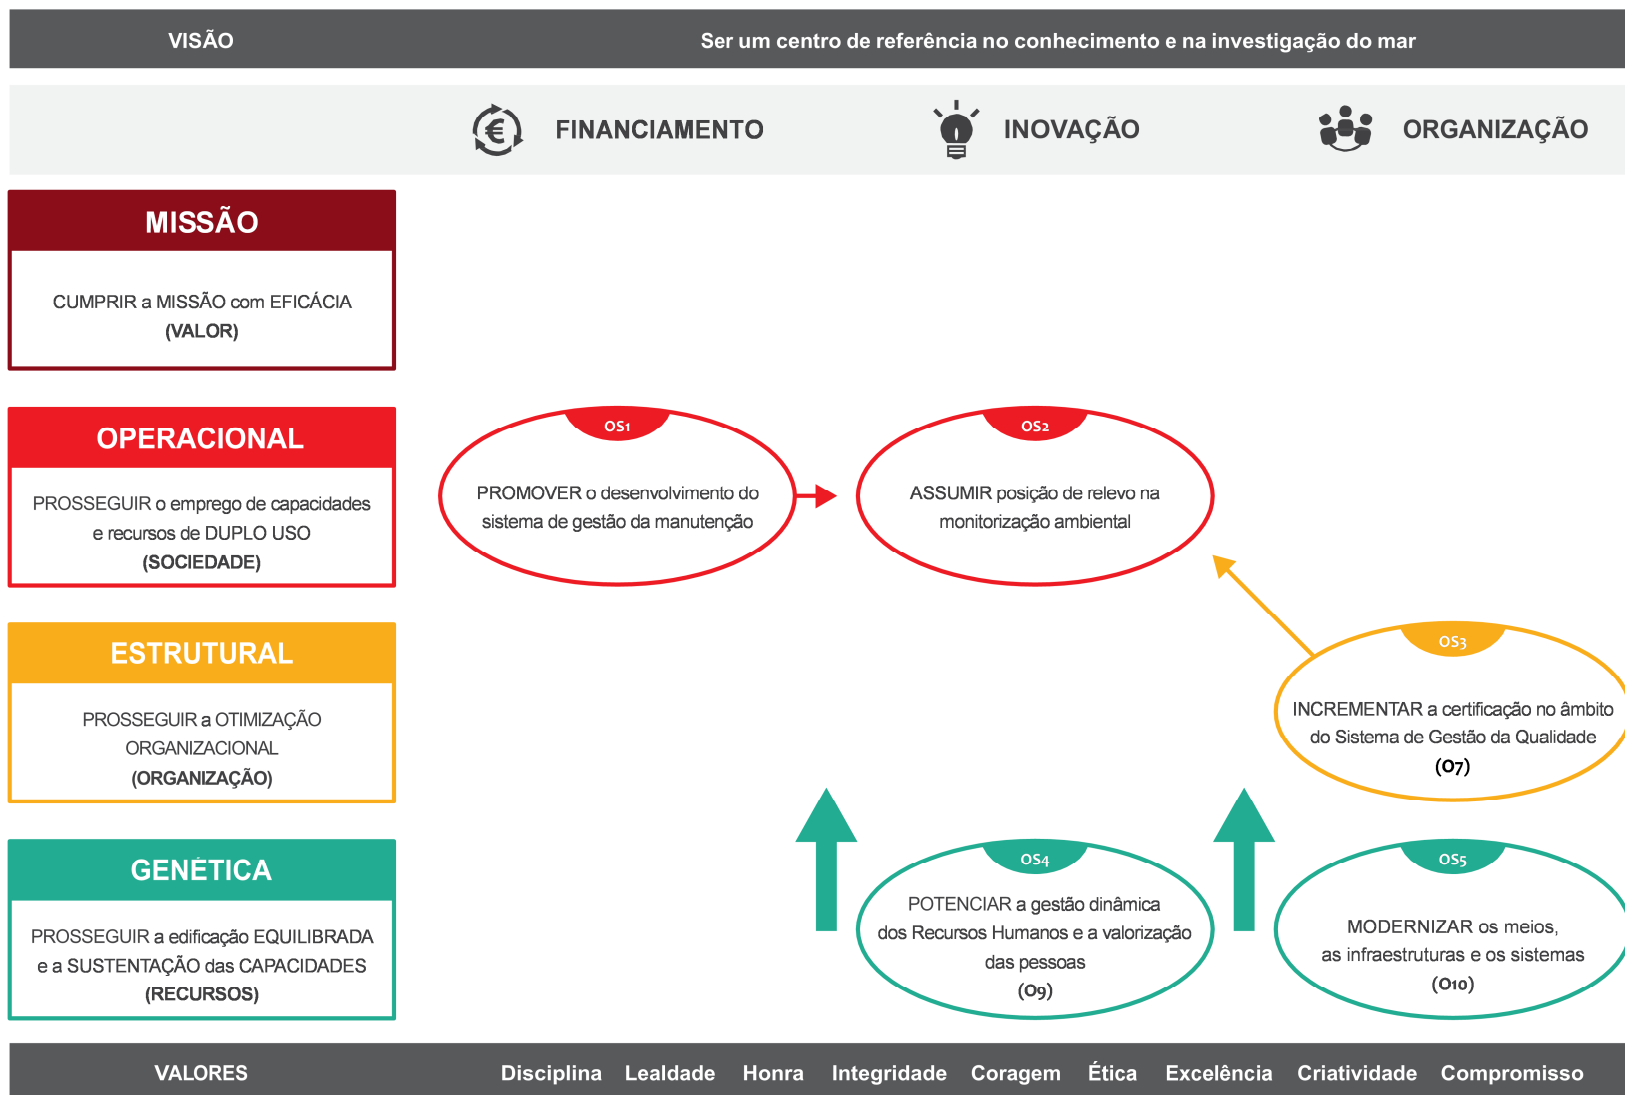 VISÃO
Ser um centro de referência no conhecimento e na investigação do mar
FINANCIAMENTO
INOVAÇÃO
ORGANIZAÇÃO
MISSÃO
CUMPRIR a MISSÃO com EFICÁCIA
(VALOR)
OPERACIONAL
PROSSEGUIR o emprego de capacidades
e recursos de DUPLO USO
(SOCIEDADE)
OS1
PROMOVER o desenvolvimento do
sistema de gestão da manutenção
OS2
ASSUMIR posição de relevo na
monitorização ambiental
ESTRUTURAL
PROSSEGUIR a OTIMIZAÇÃO
ORGANIZACIONAL
(ORGANIZAÇÃO)
OS3
INCREMENTAR a certificação no âmbito
do Sistema de Gestão da Qualidade
(O7)
GENÉTICA
PROSSEGUIR a edificação EQUILIBRADA
e a SUSTENTAÇÃO das CAPACIDADES
(RECURSOS)
OS4
POTENCIAR a gestão dinâmica
dos Recursos Humanos e a valorização
das pessoas
(O9)
OS5
MODERNIZAR os meios,
as infraestruturas e os sistemas
(O10)
VALORES
Disciplina Lealdade Honra Integridade Coragem Ética Excelência Criatividade Compromisso